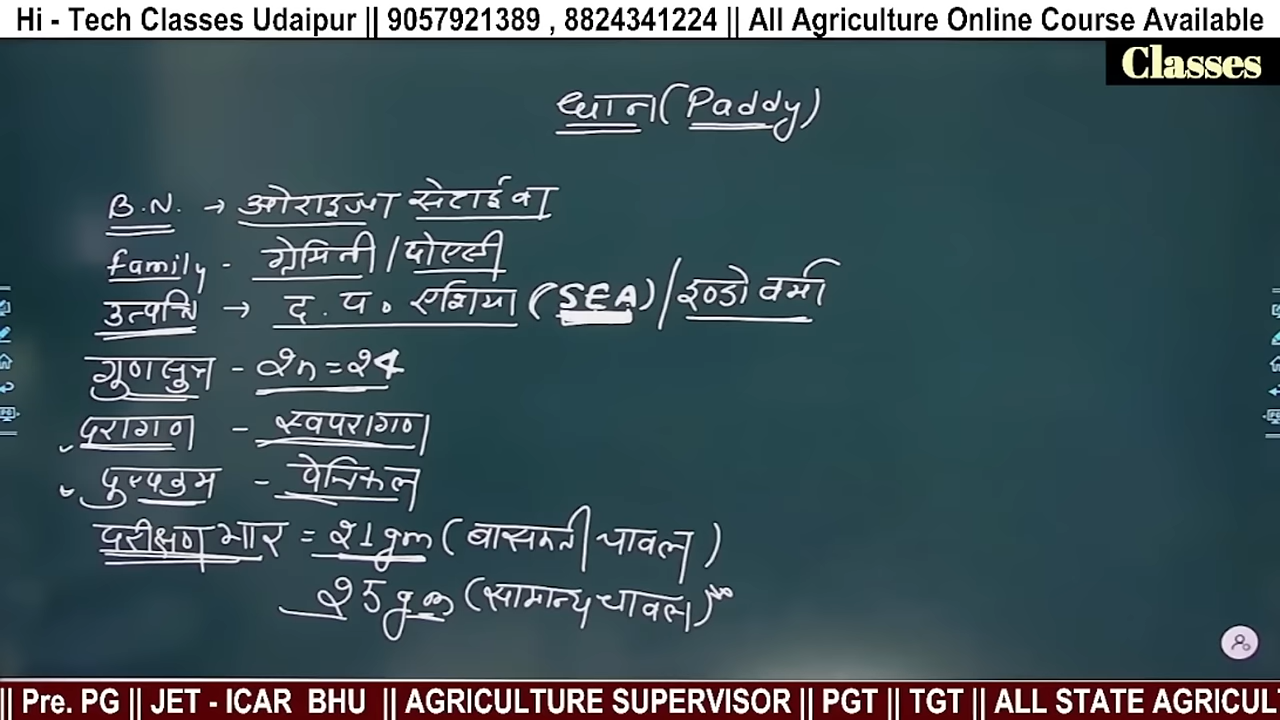 Hi - Tech Classes Udaipur || 9057921389 , 8824341224 || All Agriculture Online Course Available
Classes
धान (Paddy)
B.N. → ओराइजा सेटाईवा
family - ग्रेमिनी / पोएसी
उत्पत्ति → द. प. एशिया (SEA) / इण्डो वर्मा
गुणसुत्र - 2n = 24
परागण - स्वपरागण
पुष्पक्रम - पेनिकल
परीक्षण भार = 21 gm (बासमती चावल)
25 gm (सामान्य चावल)
|| Pre. PG || JET - ICAR BHU || AGRICULTURE SUPERVISOR || PGT || TGT || ALL STATE AGRICUL